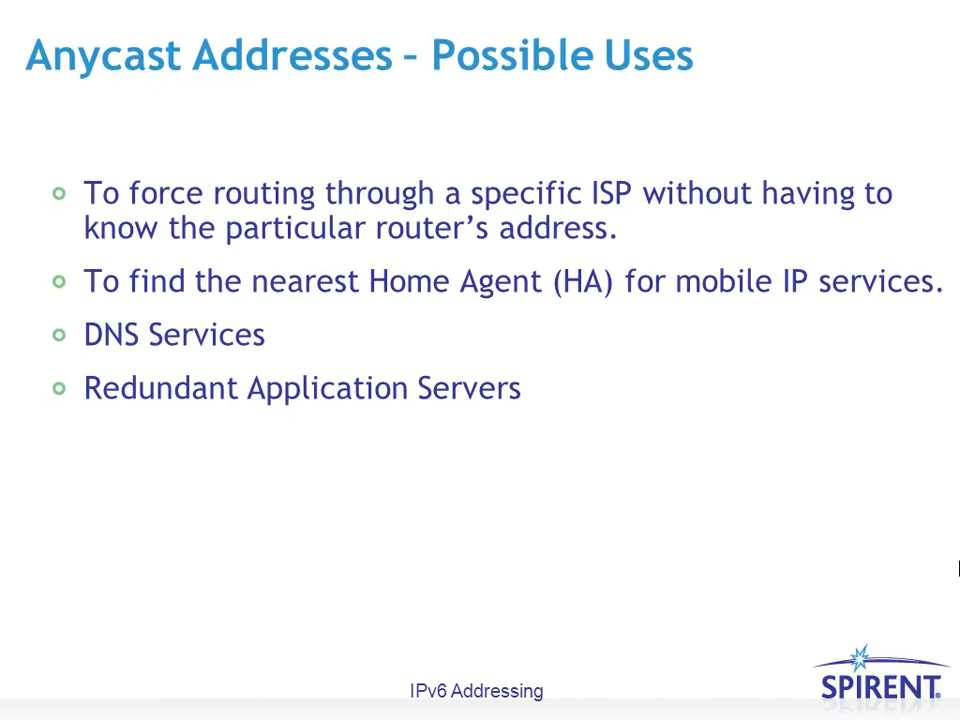 Anycast Addresses – Possible Uses
To force routing through a specific ISP without having to
know the particular router’s address.
To find the nearest Home Agent (HA) for mobile IP services.
DNS Services
Redundant Application Servers
IPv6 Addressing
SPIRENT®